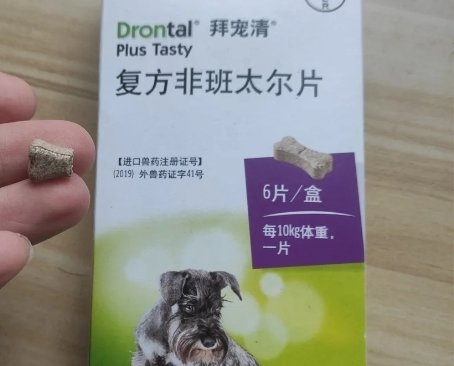 Drontal® 拜宠清®
Plus Tasty
复方非班太尔片
【进口兽药注册证号】
(2019) 外兽药证字41号
6片/盒
每10kg体重,
一片